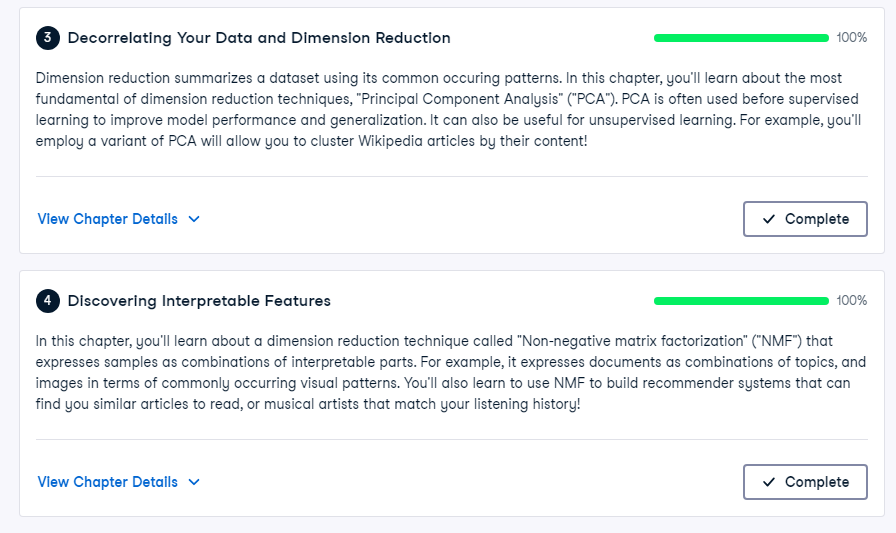 3 Decorrelating Your Data and Dimension Reduction 100%
Dimension reduction summarizes a dataset using its common occuring patterns. In this chapter, you'll learn about the most
fundamental of dimension reduction techniques, "Principal Component Analysis" ("PCA"). PCA is often used before supervised
learning to improve model performance and generalization. It can also be useful for unsupervised learning. For example, you'll
employ a variant of PCA will allow you to cluster Wikipedia articles by their content!
View Chapter Details Complete
4 Discovering Interpretable Features 100%
In this chapter, you'll learn about a dimension reduction technique called "Non-negative matrix factorization" ("NMF") that
expresses samples as combinations of interpretable parts. For example, it expresses documents as combinations of topics, and
images in terms of commonly occurring visual patterns. You'll also learn to use NMF to build recommender systems that can
find you similar articles to read, or musical artists that match your listening history!
View Chapter Details Complete